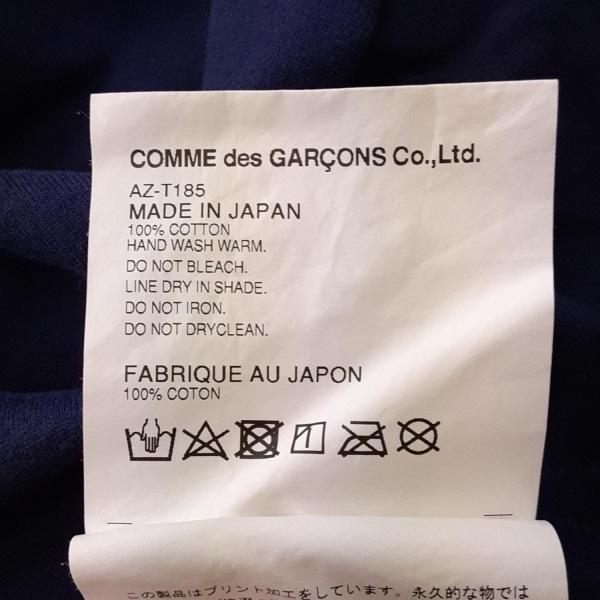 COMME des GARÇONS Co.,Ltd.
AZ-T185
MADE IN JAPAN
100% COTTON
HAND WASH WARM.
DO NOT BLEACH.
LINE DRY IN SHADE.
DO NOT IRON.
DO NOT DRYCLEAN.
FABRIQUE AU JAPON
100% COTON
この製品はプリント加工をしています。永久的な物では